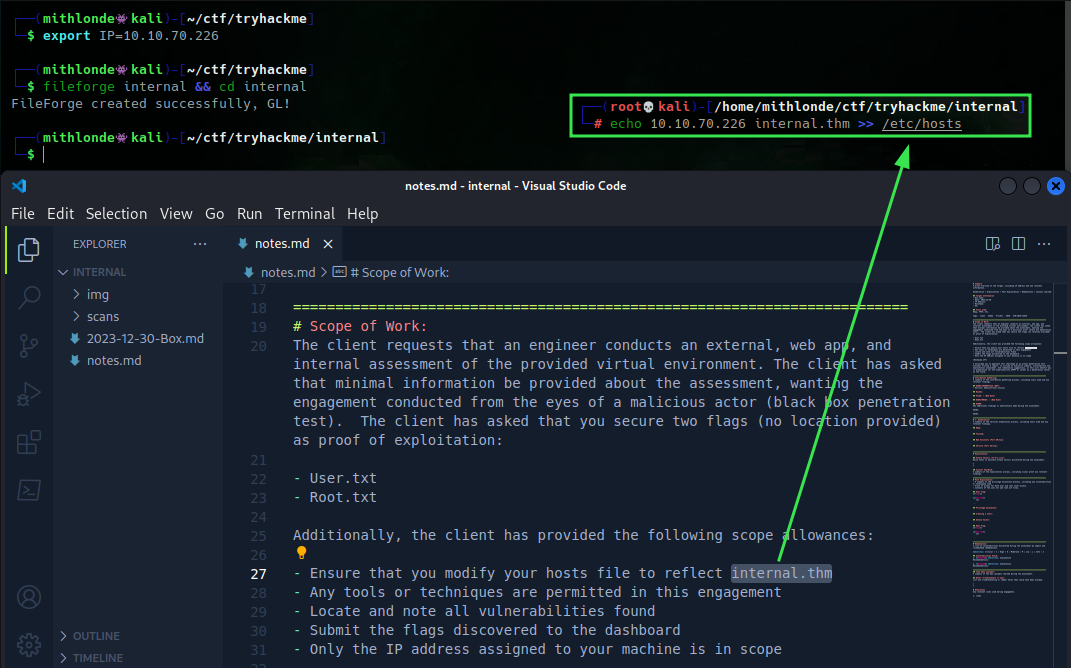 (mithlonde kali)-[~/ctf/tryhackme]
$ export IP=10.10.70.226
(mithlonde kali)-[~/ctf/tryhackme]
$ fileforge internal && cd internal
FileForge created successfully, GL!
(mithlonde kali)-[~/ctf/tryhackme/internal]
$
(root💀kali)-[/home/mithlonde/ctf/tryhackme/internal]
# echo 10.10.70.226 internal.thm >> /etc/hosts
notes.md - internal - Visual Studio Code
File Edit Selection View Go Run Terminal Help
EXPLORER ···
INTERNAL
img
scans
2023-12-30-Box.md
notes.md
OUTLINE
TIMELINE
notes.md ×
notes.md > # Scope of Work:
17
18 ===========================================================================
19 # Scope of Work:
20 The client requests that an engineer conducts an external, web app, and
internal assessment of the provided virtual environment. The client has asked
that minimal information be provided about the assessment, wanting the
engagement conducted from the eyes of a malicious actor (black box penetration
test).  The client has asked that you secure two flags (no location provided)
as proof of exploitation:
21
22 - User.txt
23 - Root.txt
24
25 Additionally, the client has provided the following scope allowances:
26
27 - Ensure that you modify your hosts file to reflect internal.thm
28 - Any tools or techniques are permitted in this engagement
29 - Locate and note all vulnerabilities found
30 - Submit the flags discovered to the dashboard
31 - Only the IP address assigned to your machine is in scope